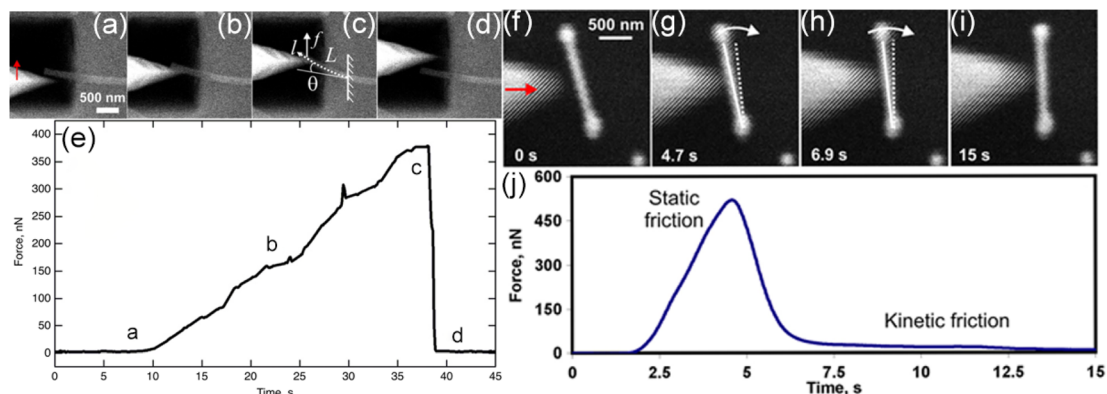 (a)
(b)
(c)
(d)
500 nm
f
l
L
θ
(f)
(g)
(h)
(i)
500 nm
0 s
4.7 s
6.9 s
15 s
(e)
400
350
300
250
200
150
100
50
0
Force, nN
a
b
c
d
0 5 10 15 20 25 30 35 40 45
Time, s
(j)
600
450
300
150
0
Force, nN
Static
friction
Kinetic friction
0 2.5 5 7.5 10 12.5 15
Time, s